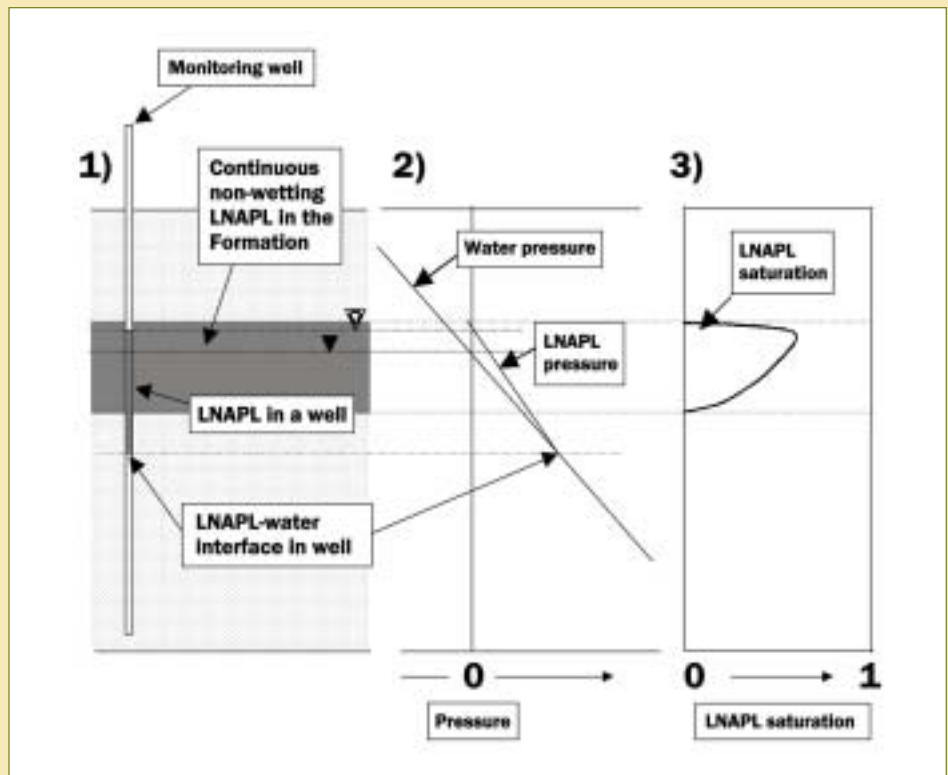 Monitoring well
1)
Continuous
non-wetting
LNAPL in the
Formation
LNAPL in a well
LNAPL-water
interface in well
2)
Water pressure
LNAPL
pressure
0
Pressure
3)
LNAPL
saturation
0
1
LNAPL saturation